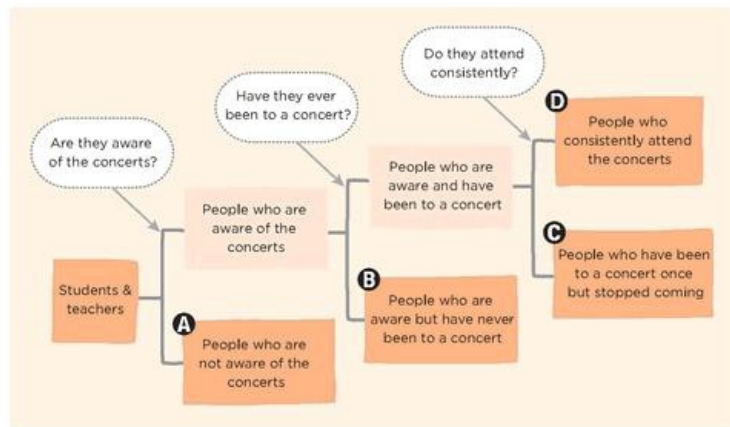 Do they attend
consistently?
Have they ever
been to a concert?
Are they aware
of the concerts?
D
People who
consistently attend
the concerts
People who are
aware and have
been to a concert
People who are
aware of the
concerts
C
People who have been
to a concert once
but stopped coming
B
People who are
aware but have never
been to a concert
Students &
teachers
A
People who are
not aware of the
concerts